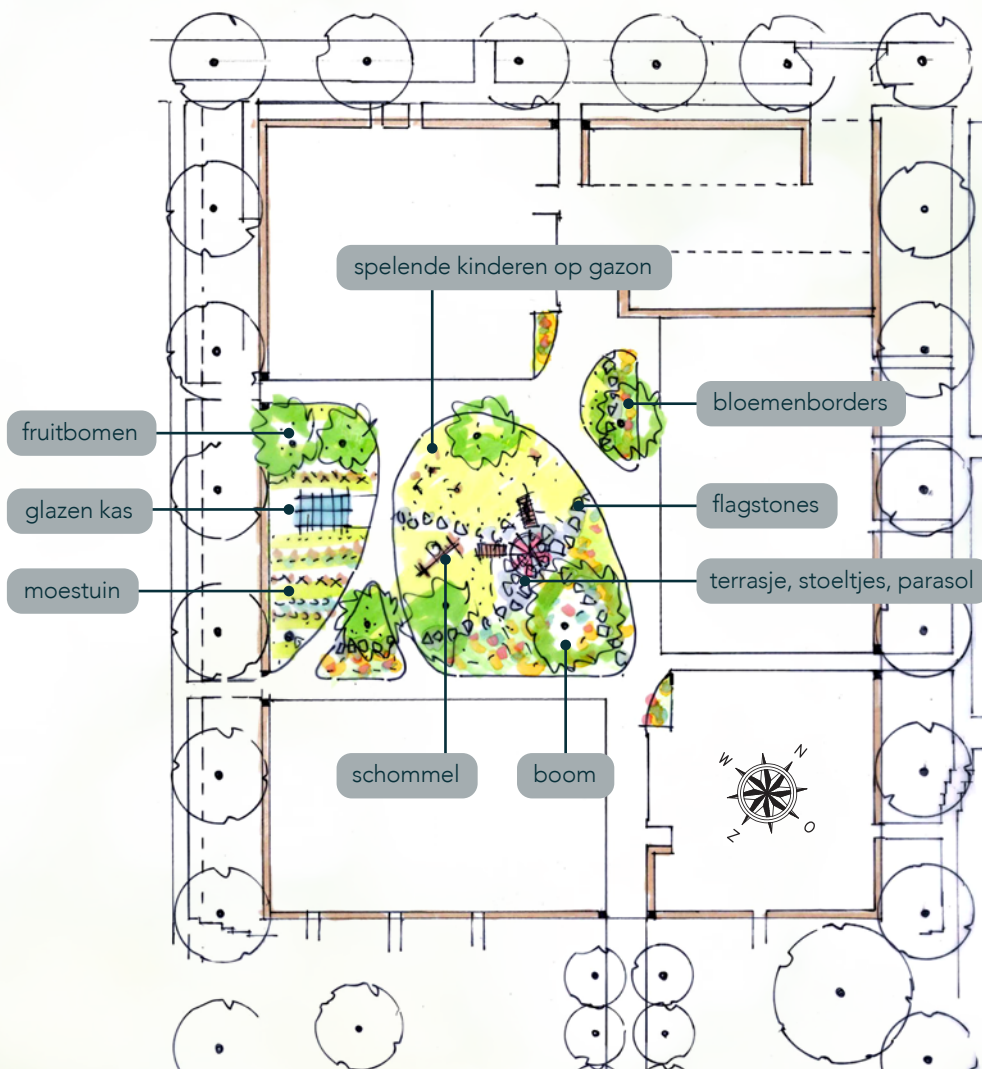 spelende kinderen op gazon
bloemenborders
fruitbomen
glazen kas
flagstones
terrasje, stoeltjes, parasol
moestuin
schommel
boom
N
W
O
Z